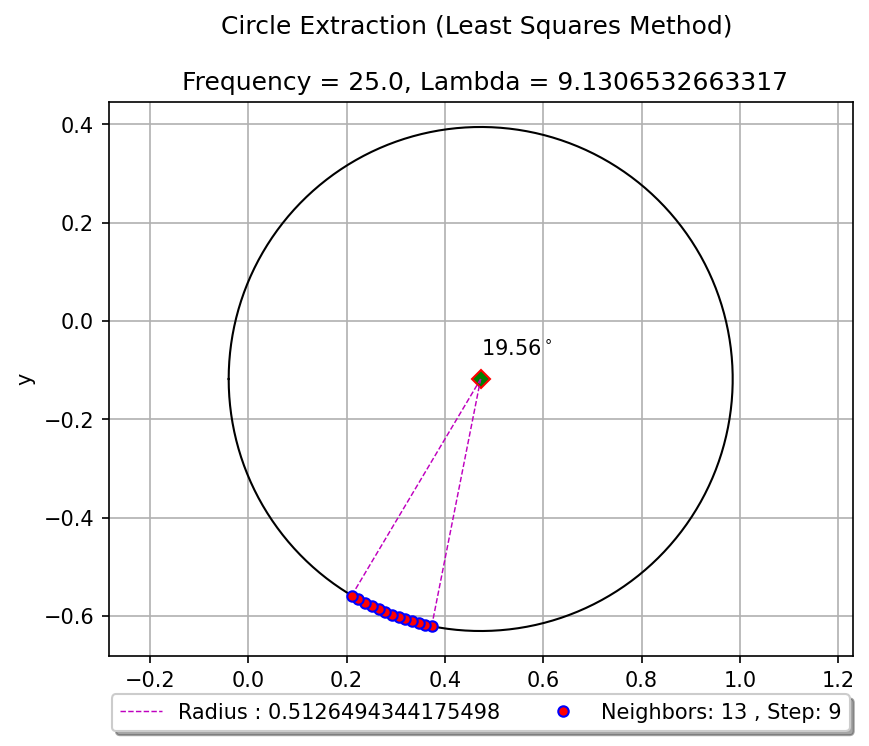 Circle Extraction (Least Squares Method)
Frequency = 25.0, Lambda = 9.1306532663317
0.4
0.2
0.0
−0.2
−0.4
−0.6
y
19.56°
−0.2 0.0 0.2 0.4 0.6 0.8 1.0 1.2
Radius : 0.5126494344175498 Neighbors: 13 , Step: 9